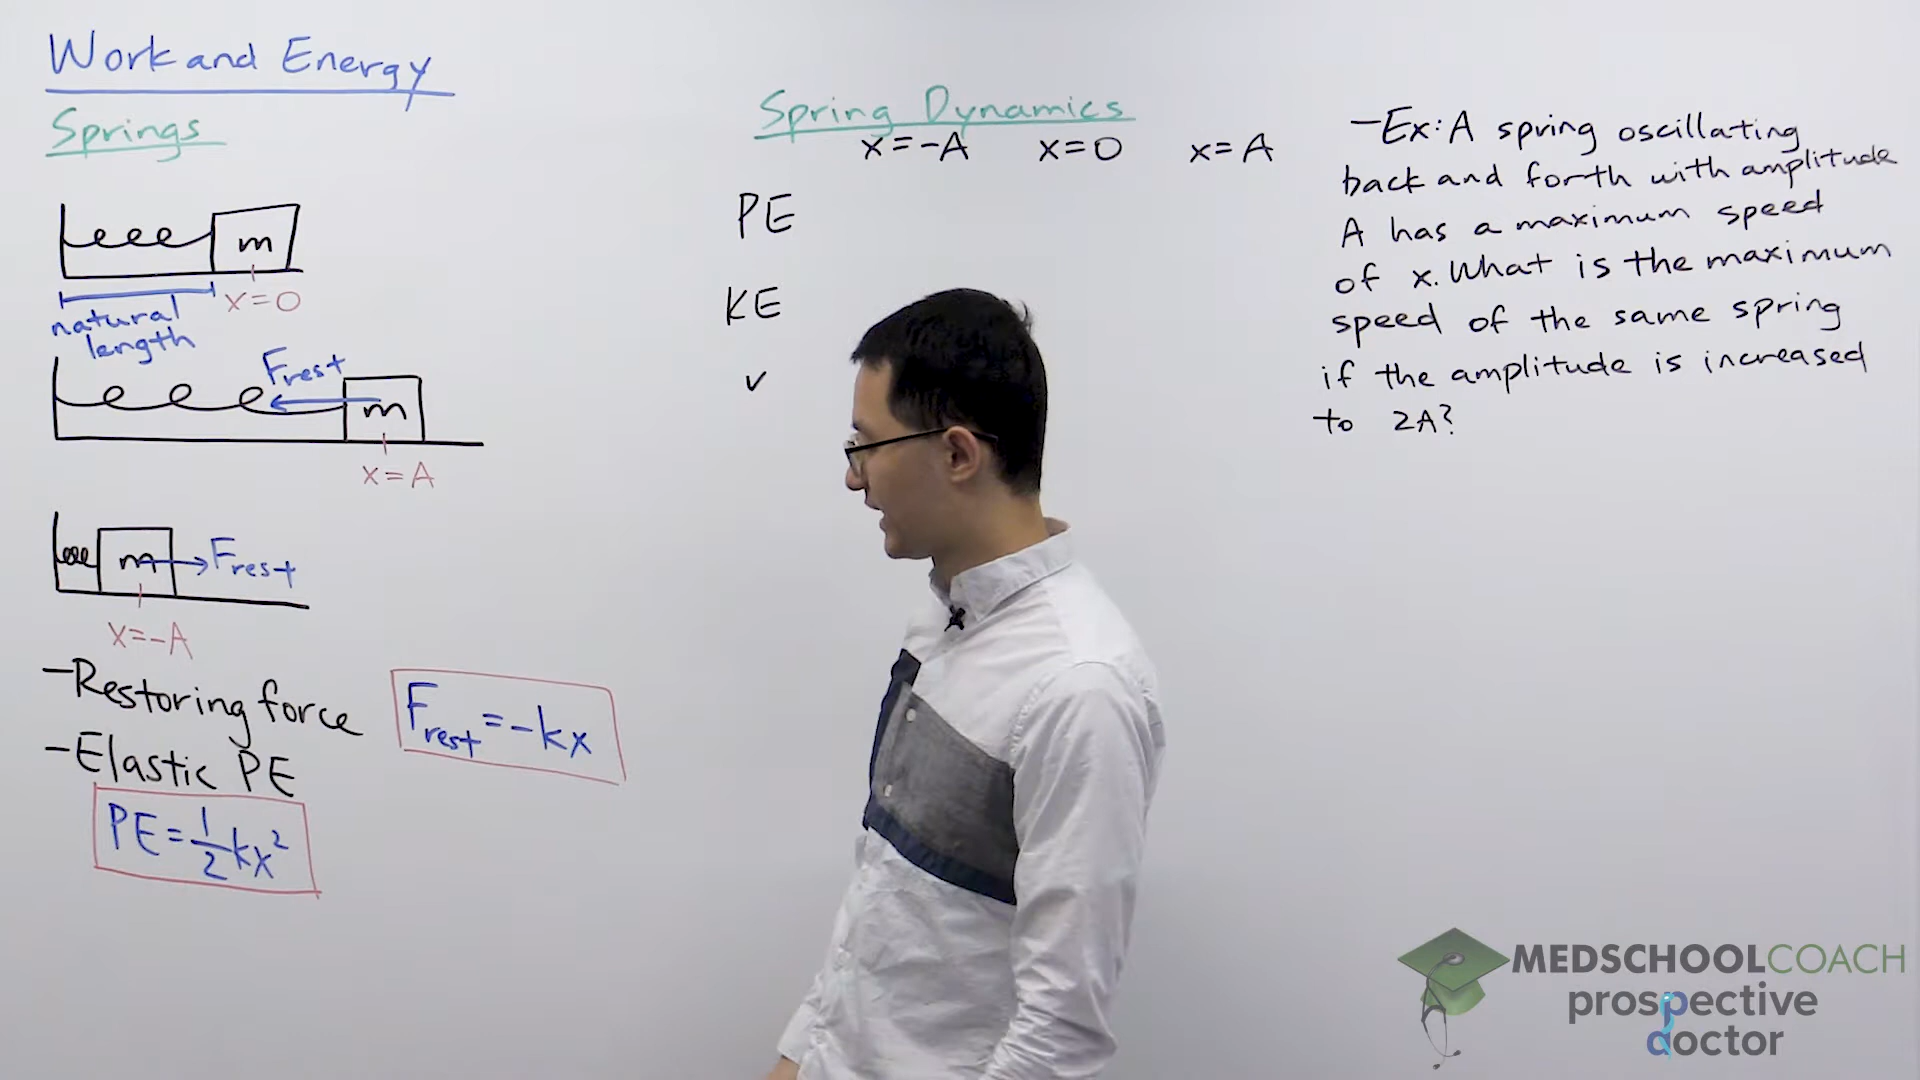 Work and Energy
Springs
m
x=0
natural
length
Frest
m
x=A
m
Frest
x=-A
-Restoring force
Frest = -kx
-Elastic PE
PE = 1/2 kx²
Spring Dynamics
x=-A x=0 x=A
PE
KE
v
-Ex: A spring oscillating
back and forth with amplitude
A has a maximum speed
of x. What is the maximum
speed of the same spring
if the amplitude is increased
to 2A?
MEDSCHOOLCOACH
prospective
doctor